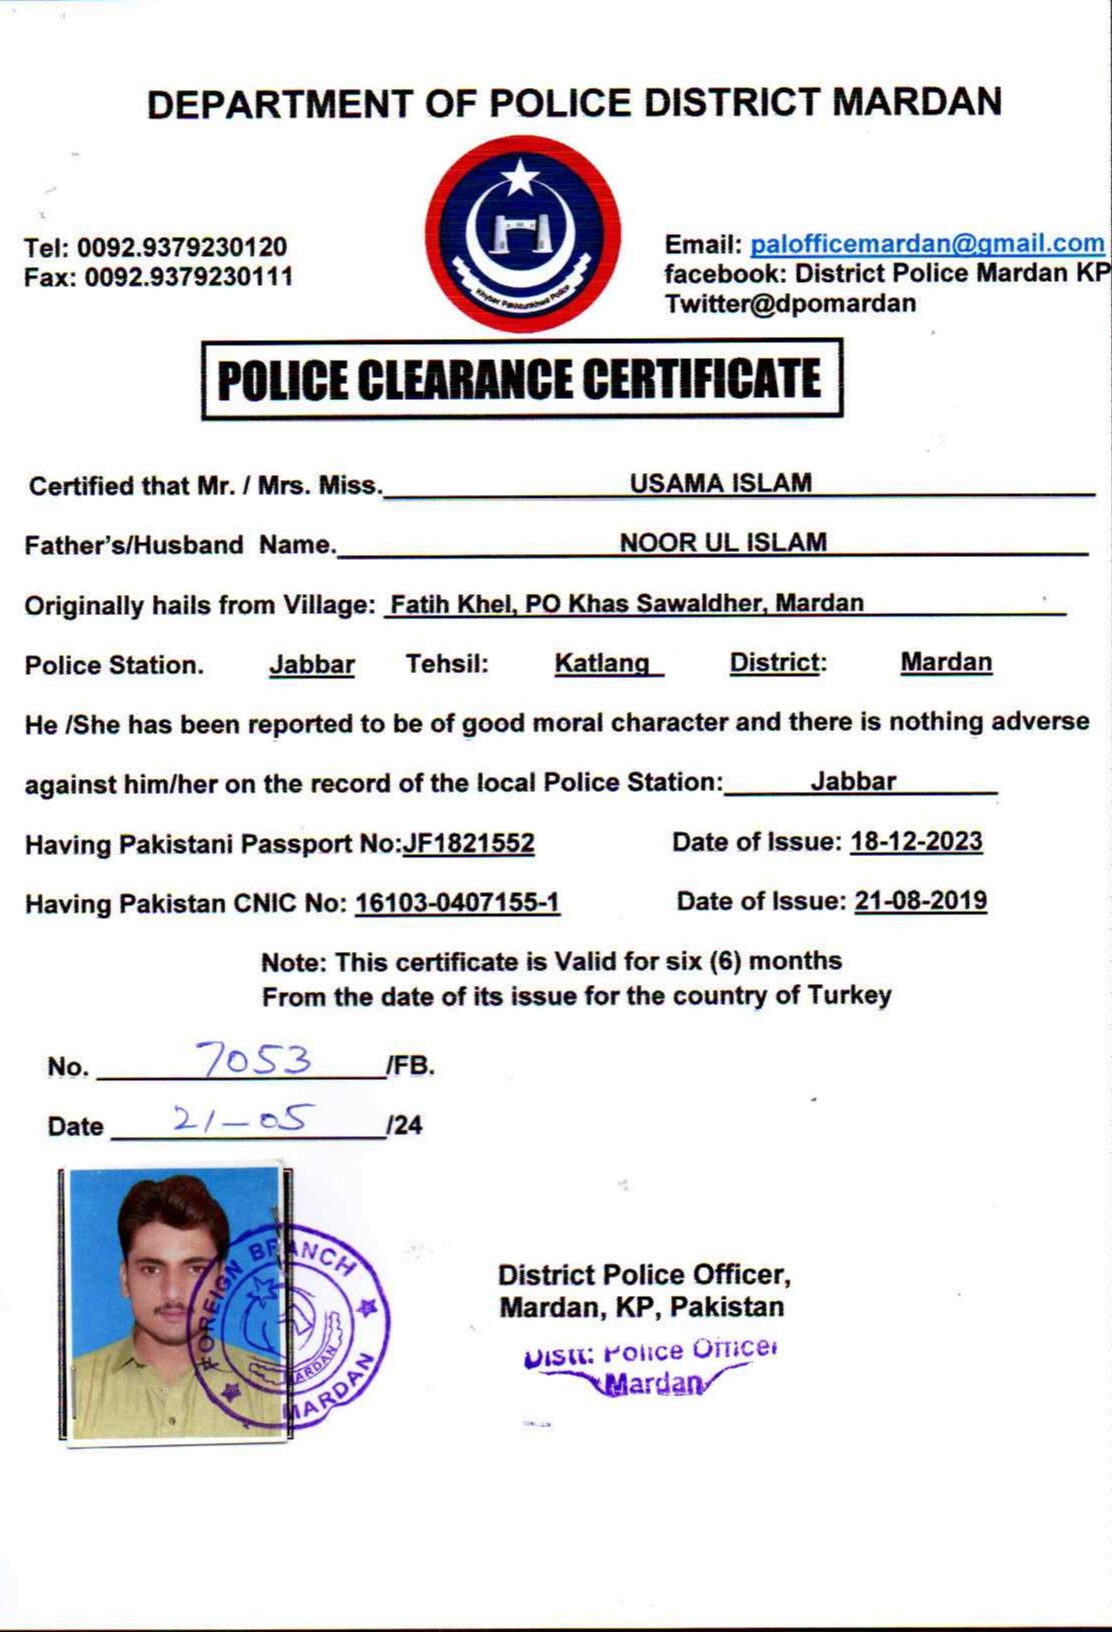 DEPARTMENT OF POLICE DISTRICT MARDAN
Khyber Pakhtunkhwa Police
Tel: 0092.9379230120
Fax: 0092.9379230111
Email: palofficemardan@gmail.com
facebook: District Police Mardan KP
Twitter@dpomardan
POLICE CLEARANCE CERTIFICATE
Certified that Mr. / Mrs. Miss. USAMA ISLAM
Father's/Husband Name. NOOR UL ISLAM
Originally hails from Village: Fatih Khel, PO Khas Sawaldher, Mardan
Police Station. Jabbar Tehsil: Katlang District: Mardan
He /She has been reported to be of good moral character and there is nothing adverse
against him/her on the record of the local Police Station: Jabbar
Having Pakistani Passport No:JF1821552 Date of Issue: 18-12-2023
Having Pakistan CNIC No: 16103-0407155-1 Date of Issue: 21-08-2019
Note: This certificate is Valid for six (6) months
From the date of its issue for the country of Turkey
No. 7053 /FB.
Date 21-05 /24
FOREIGN BRANCH
MARDAN
MARDAN
District Police Officer,
Mardan, KP, Pakistan
Distt: Police Officer
Mardan